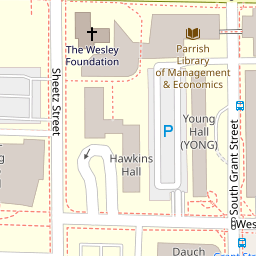 The Wesley
Foundation
Parrish
Library
of Management
& Economics
Sheetz Street
P
Young
Hall
(YONG)
South Grant Street
Hawkins
Hall
Wes
Dauch